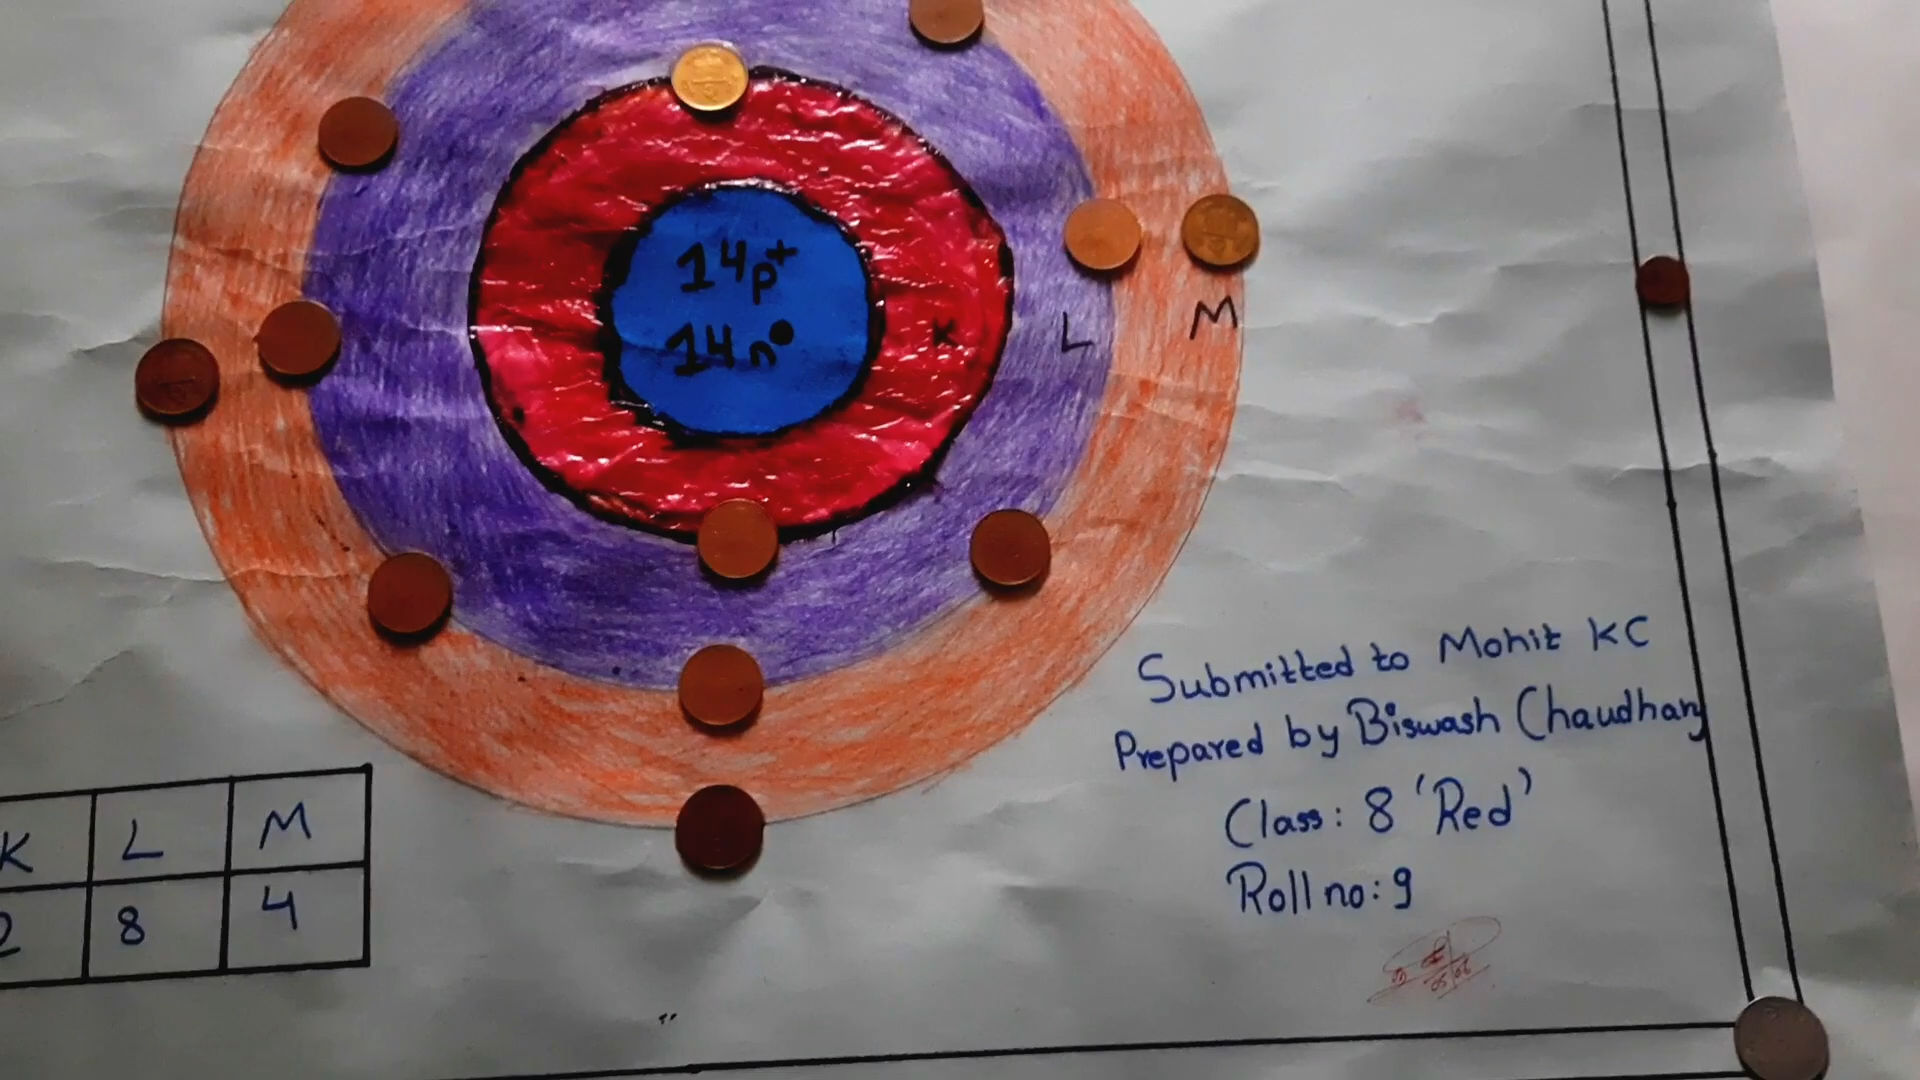 14p+
14n°
K
L
M
Submitted to Mohit KC
Prepared by Biswash Chaudhary
Class: 8 'Red'
Roll no: 9
K L M
2 8 4